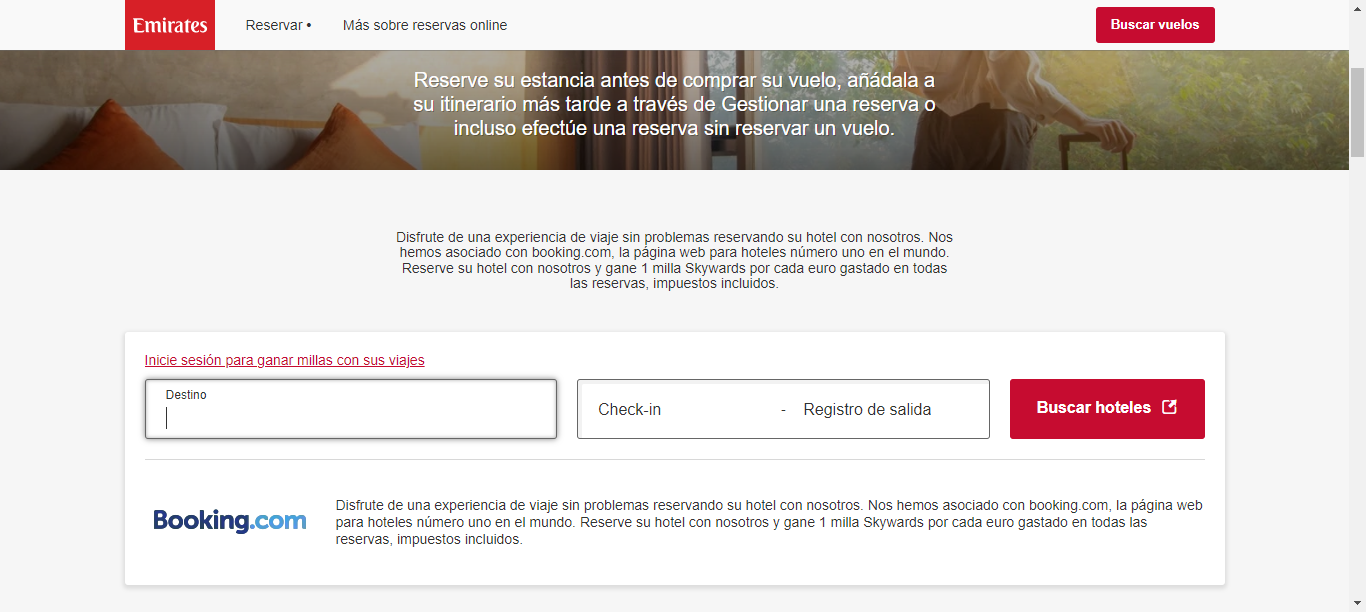 Emirates
Reservar •
Más sobre reservas online
Buscar vuelos
Reserve su estancia antes de comprar su vuelo, añádala a
su itinerario más tarde a través de Gestionar una reserva o
incluso efectúe una reserva sin reservar un vuelo.
Disfrute de una experiencia de viaje sin problemas reservando su hotel con nosotros. Nos
hemos asociado con booking.com, la página web para hoteles número uno en el mundo.
Reserve su hotel con nosotros y gane 1 milla Skywards por cada euro gastado en todas
las reservas, impuestos incluidos.
Inicie sesión para ganar millas con sus viajes
Destino
Check-in - Registro de salida
Buscar hoteles
Booking.com
Disfrute de una experiencia de viaje sin problemas reservando su hotel con nosotros. Nos hemos asociado con booking.com, la página web
para hoteles número uno en el mundo. Reserve su hotel con nosotros y gane 1 milla Skywards por cada euro gastado en todas las
reservas, impuestos incluidos.